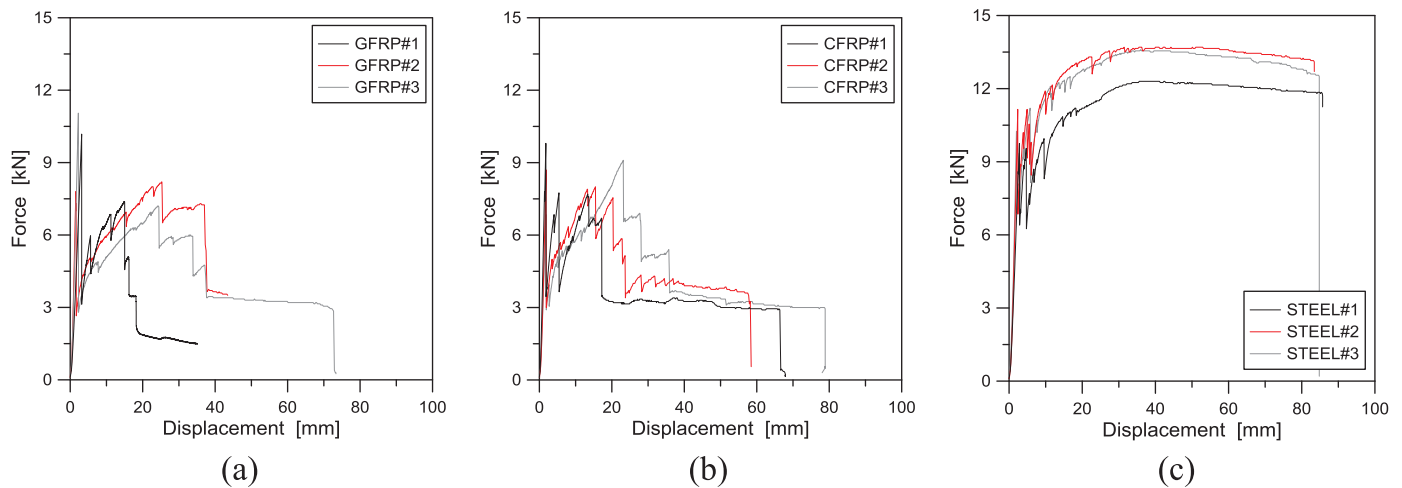 15
12
9
6
3
0
Force [kN]
GFRP#1
GFRP#2
GFRP#3
0 20 40 60 80 100
Displacement [mm]
(a)
15
12
9
6
3
0
Force [kN]
CFRP#1
CFRP#2
CFRP#3
0 20 40 60 80 100
Displacement [mm]
(b)
15
12
9
6
3
0
Force [kN]
STEEL#1
STEEL#2
STEEL#3
0 20 40 60 80 100
Displacement [mm]
(c)